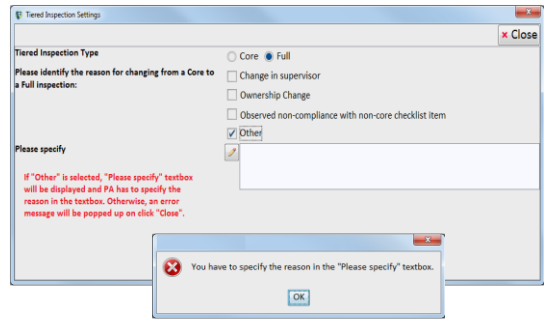 Tiered Inspection Settings
Close
Tiered Inspection Type
Core Full
Please identify the reason for changing from a Core to
a Full inspection:
Change in supervisor
Ownership Change
Observed non-compliance with non-core checklist item
Other
Please specify
If "Other" is selected, "Please specify" textbox
will be displayed and PA has to specify the
reason in the textbox. Otherwise, an error
message will be popped up on click "Close".
You have to specify the reason in the "Please specify" textbox.
OK